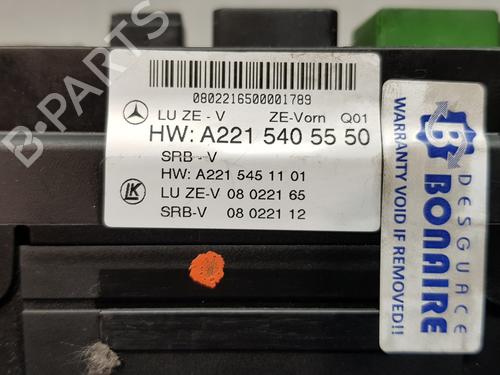 0802216500001789
LU ZE - V ZE-Vorn Q01
HW: A221 540 55 50
SRB - V
HW: A221 545 11 01
LU ZE-V 08 0221 65
SRB-V 08 0221 12
LK
B
DESGUACE
BONAIRE
WARRANTY VOID IF REMOVED!!
B-PARTS